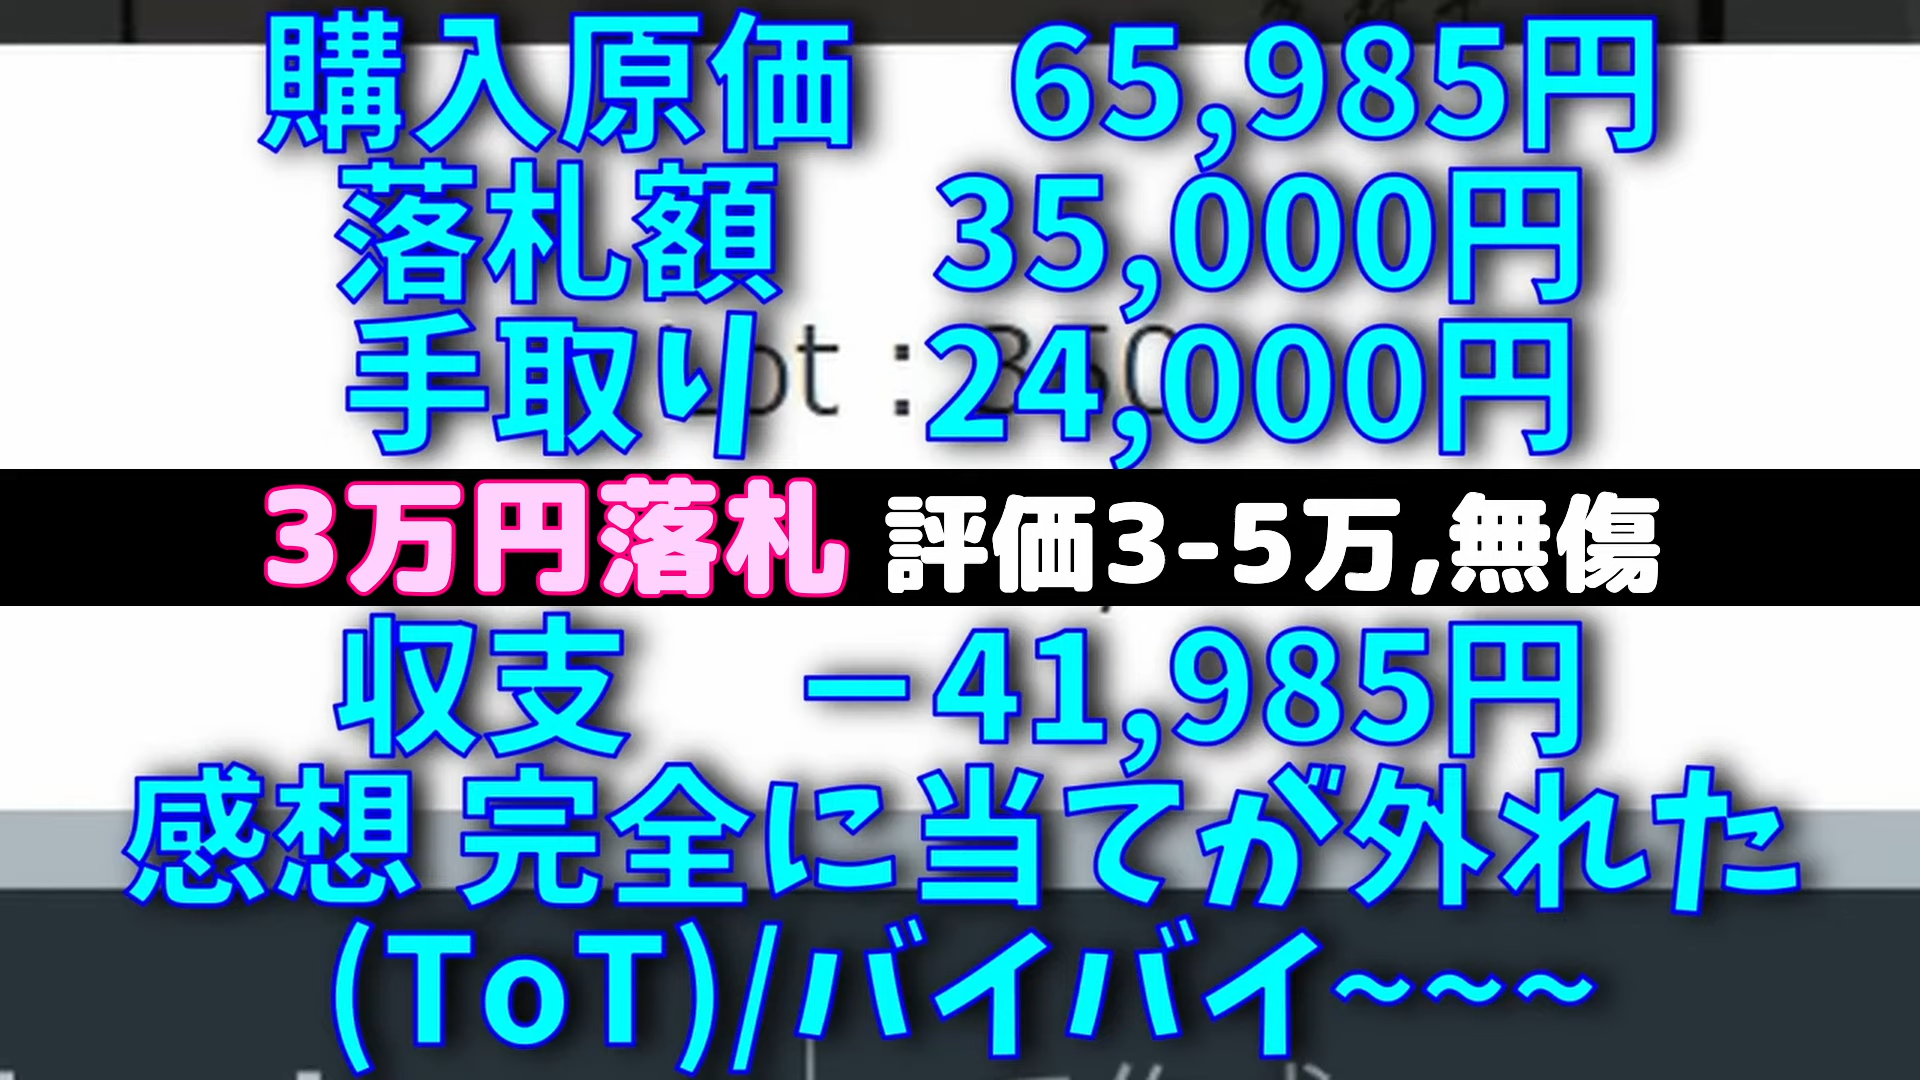 購入原価 65,985円
落札額 35,000円
手取り 24,000円
3万円落札 評価3-5万,無傷
収支 －41,985円
感想 完全に当てが外れた
(ToT)/バイバイ~~~